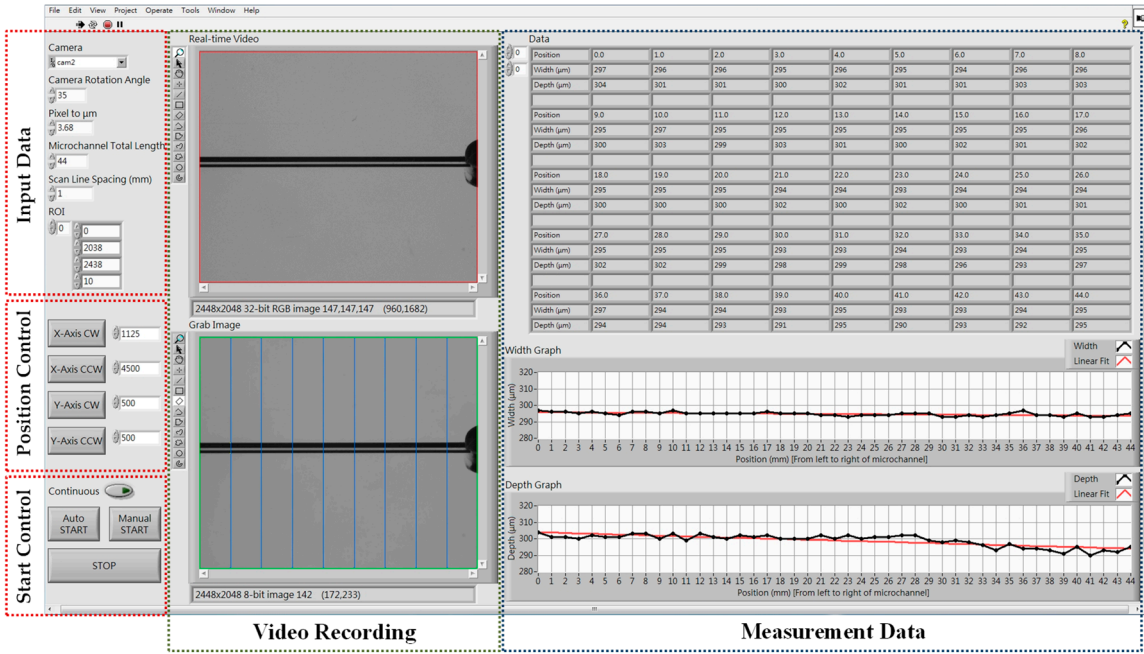 File Edit View Project Operate Tools Window Help
Input Data
Camera
cam2
Camera Rotation Angle
35
Pixel to µm
3.68
Microchannel Total Length
44
Scan Line Spacing (mm)
1
ROI
0 0
2038
2438
10
Position Control
X-Axis CW 1125
X-Axis CCW 4500
Y-Axis CW 500
Y-Axis CCW 500
Start Control
Continuous
Auto START
Manual START
STOP
Real-time Video
2448x2048 32-bit RGB image 147,147,147 (960,1682)
Grab Image
2448x2048 8-bit image 142 (172,233)
Video Recording
Data
0
0
Position 0.0 1.0 2.0 3.0 4.0 5.0 6.0 7.0 8.0
Width (µm) 297 296 296 295 296 295 294 296 296
Depth (µm) 304 301 301 300 302 301 301 303 303
Position 9.0 10.0 11.0 12.0 13.0 14.0 15.0 16.0 17.0
Width (µm) 295 297 295 295 295 295 295 295 296
Depth (µm) 300 303 299 303 301 300 302 301 302
Position 18.0 19.0 20.0 21.0 22.0 23.0 24.0 25.0 26.0
Width (µm) 295 295 295 294 294 293 294 294 294
Depth (µm) 300 300 300 302 300 302 300 301 301
Position 27.0 28.0 29.0 30.0 31.0 32.0 33.0 34.0 35.0
Width (µm) 295 295 295 293 293 294 293 294 295
Depth (µm) 302 302 299 298 299 298 296 293 297
Position 36.0 37.0 38.0 39.0 40.0 41.0 42.0 43.0 44.0
Width (µm) 297 294 294 293 295 293 293 294 295
Depth (µm) 294 294 293 291 295 290 293 292 295
Width Graph
Width
Linear Fit
Width (µm)
320
310
300
290
280
0 1 2 3 4 5 6 7 8 9 10 11 12 13 14 15 16 17 18 19 20 21 22 23 24 25 26 27 28 29 30 31 32 33 34 35 36 37 38 39 40 41 42 43 44
Position (mm) [From left to right of microchannel]
Depth Graph
Depth
Linear Fit
Depth (µm)
320
310
300
290
280
0 1 2 3 4 5 6 7 8 9 10 11 12 13 14 15 16 17 18 19 20 21 22 23 24 25 26 27 28 29 30 31 32 33 34 35 36 37 38 39 40 41 42 43 44
Position (mm) [From left to right of microchannel]
Measurement Data